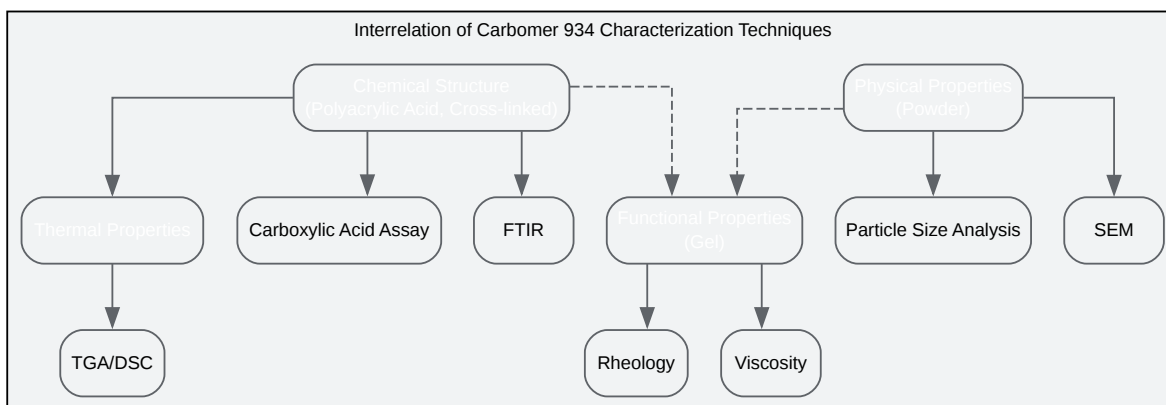 Interrelation of Carbomer 934 Characterization Techniques
Chemical Structure
(Polyacrylic Acid, Cross-linked)
Physical Properties
(Powder)
Thermal Properties
Carboxylic Acid Assay
FTIR
Functional Properties
(Gel)
Particle Size Analysis
SEM
TGA/DSC
Rheology
Viscosity